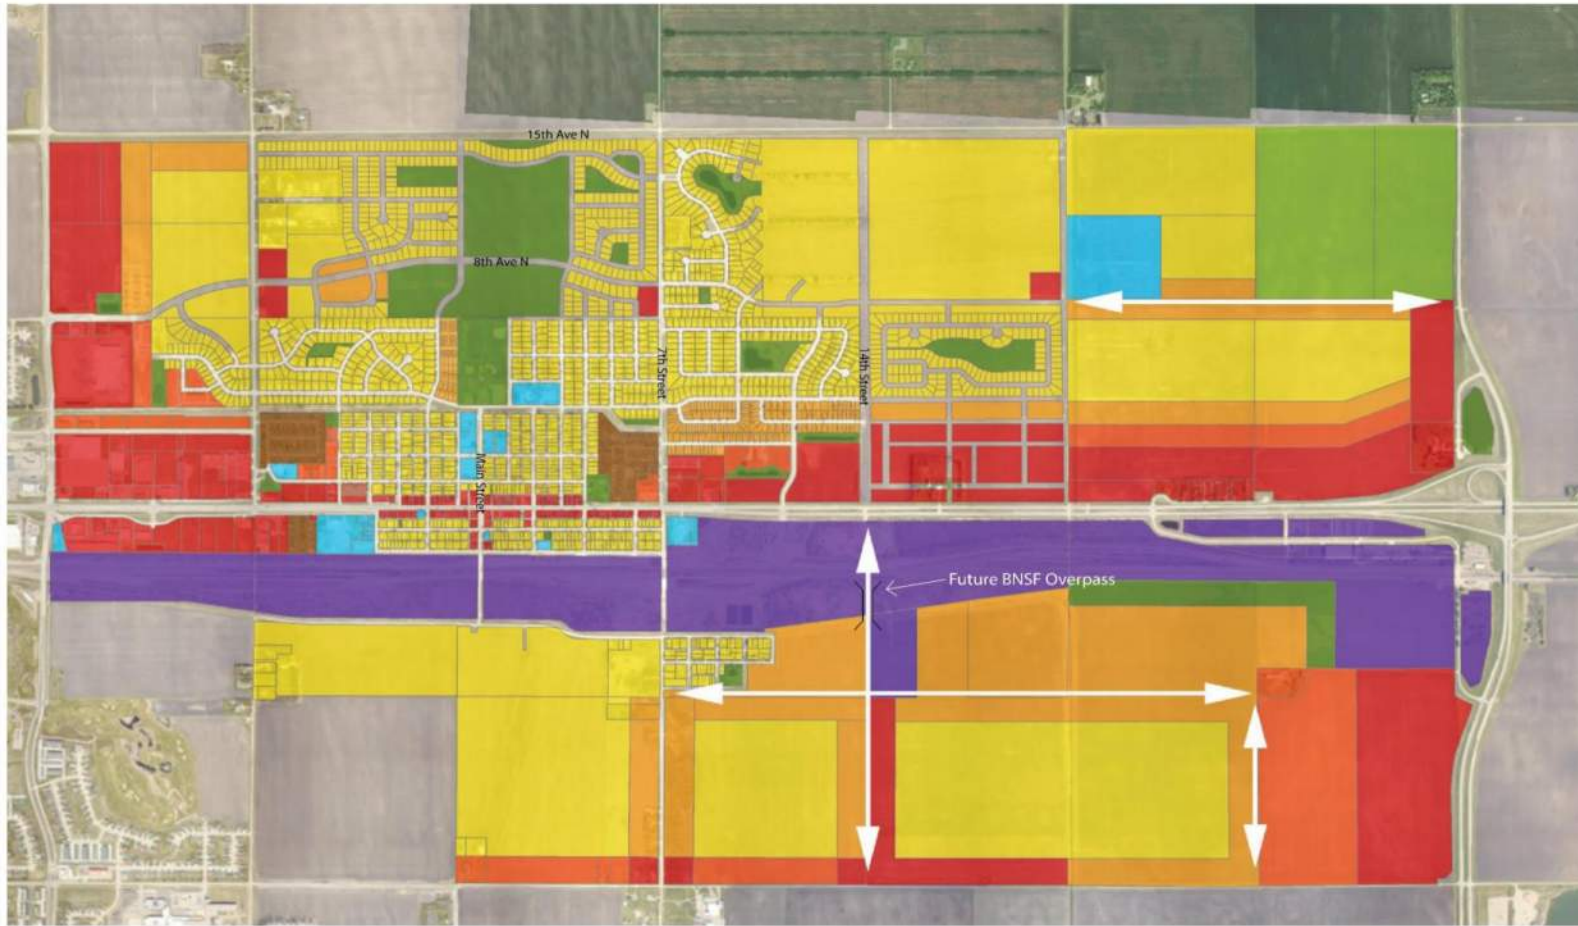 15th Ave N
8th Ave N
7th Street
14th Street
Main Street
Future BNSF Overpass